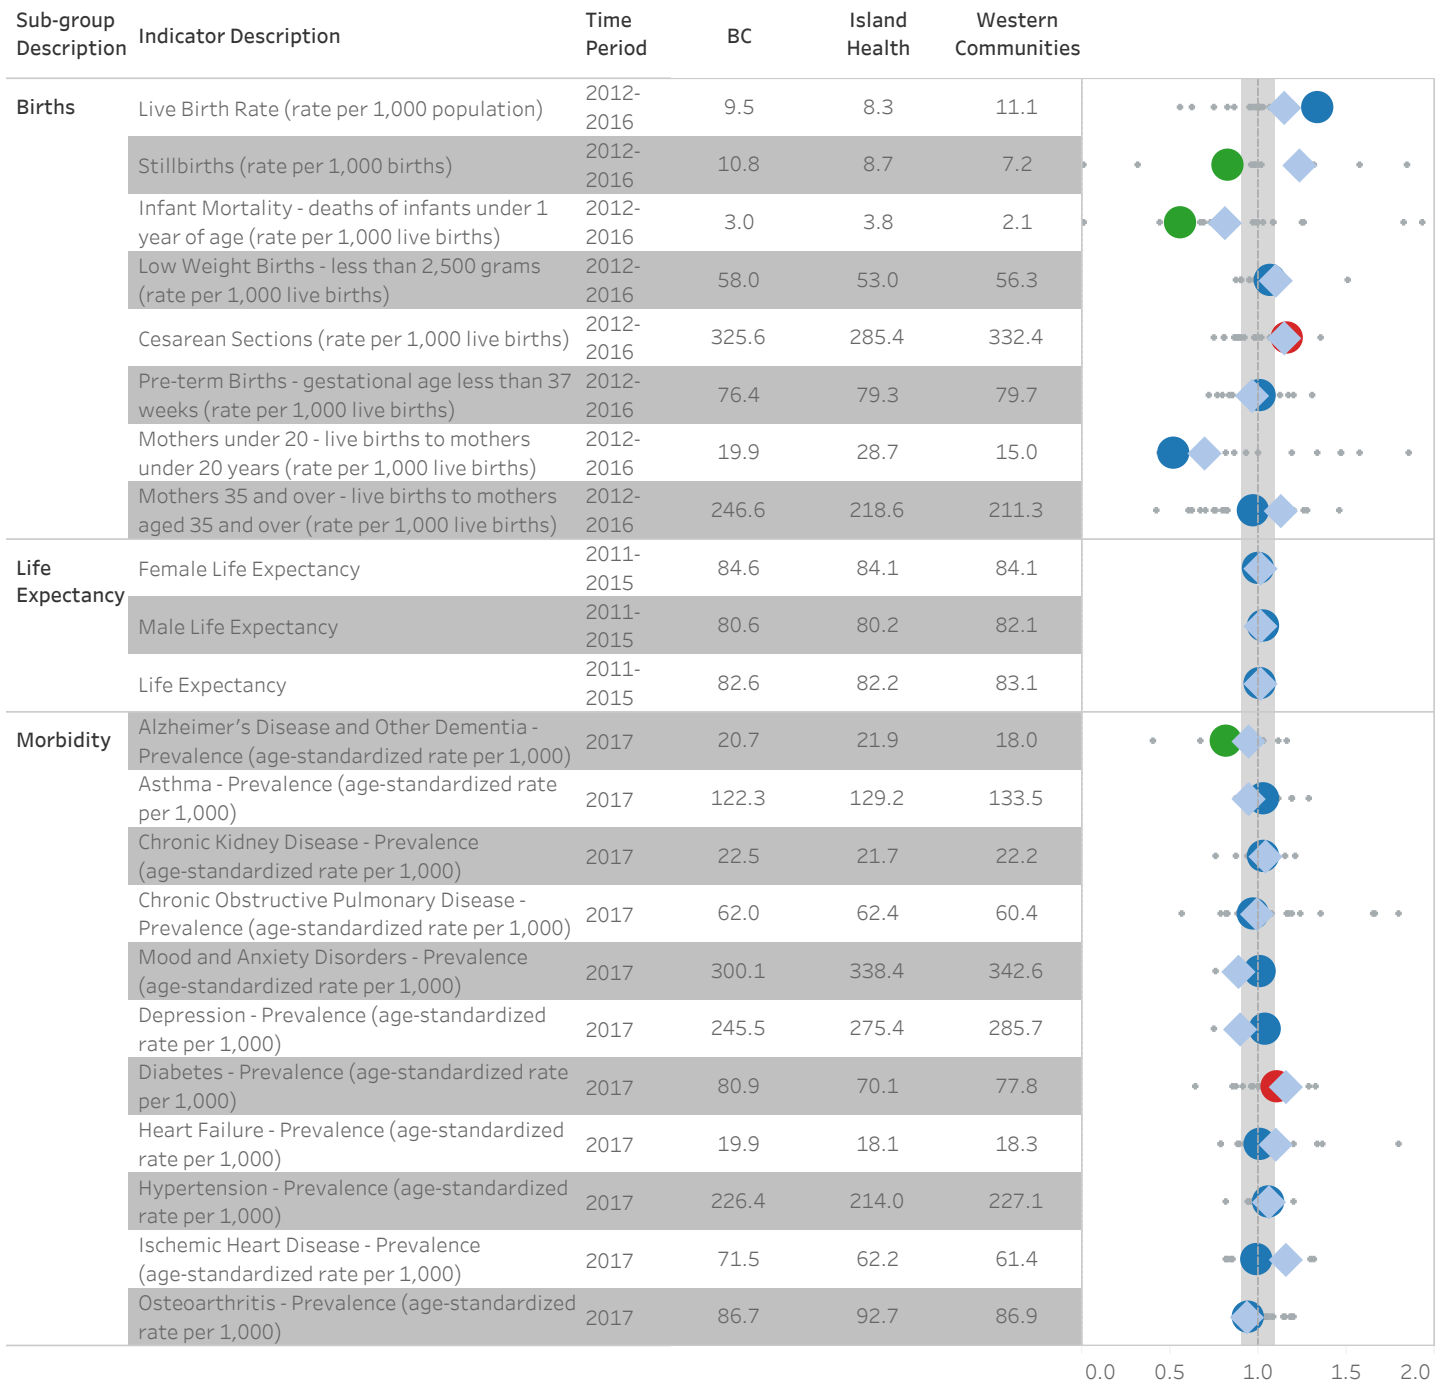 Sub-group Description Indicator Description Time Period BC Island Health Western Communities
Births
Live Birth Rate (rate per 1,000 population) 2012-2016 9.5 8.3 11.1
Stillbirths (rate per 1,000 births) 2012-2016 10.8 8.7 7.2
Infant Mortality - deaths of infants under 1 year of age (rate per 1,000 live births) 2012-2016 3.0 3.8 2.1
Low Weight Births - less than 2,500 grams (rate per 1,000 live births) 2012-2016 58.0 53.0 56.3
Cesarean Sections (rate per 1,000 live births) 2012-2016 325.6 285.4 332.4
Pre-term Births - gestational age less than 37 weeks (rate per 1,000 live births) 2012-2016 76.4 79.3 79.7
Mothers under 20 - live births to mothers under 20 years (rate per 1,000 live births) 2012-2016 19.9 28.7 15.0
Mothers 35 and over - live births to mothers aged 35 and over (rate per 1,000 live births) 2012-2016 246.6 218.6 211.3
Life Expectancy
Female Life Expectancy 2011-2015 84.6 84.1 84.1
Male Life Expectancy 2011-2015 80.6 80.2 82.1
Life Expectancy 2011-2015 82.6 82.2 83.1
Morbidity
Alzheimer's Disease and Other Dementia - Prevalence (age-standardized rate per 1,000) 2017 20.7 21.9 18.0
Asthma - Prevalence (age-standardized rate per 1,000) 2017 122.3 129.2 133.5
Chronic Kidney Disease - Prevalence (age-standardized rate per 1,000) 2017 22.5 21.7 22.2
Chronic Obstructive Pulmonary Disease - Prevalence (age-standardized rate per 1,000) 2017 62.0 62.4 60.4
Mood and Anxiety Disorders - Prevalence (age-standardized rate per 1,000) 2017 300.1 338.4 342.6
Depression - Prevalence (age-standardized rate per 1,000) 2017 245.5 275.4 285.7
Diabetes - Prevalence (age-standardized rate per 1,000) 2017 80.9 70.1 77.8
Heart Failure - Prevalence (age-standardized rate per 1,000) 2017 19.9 18.1 18.3
Hypertension - Prevalence (age-standardized rate per 1,000) 2017 226.4 214.0 227.1
Ischemic Heart Disease - Prevalence (age-standardized rate per 1,000) 2017 71.5 62.2 61.4
Osteoarthritis - Prevalence (age-standardized rate per 1,000) 2017 86.7 92.7 86.9
0.0 0.5 1.0 1.5 2.0